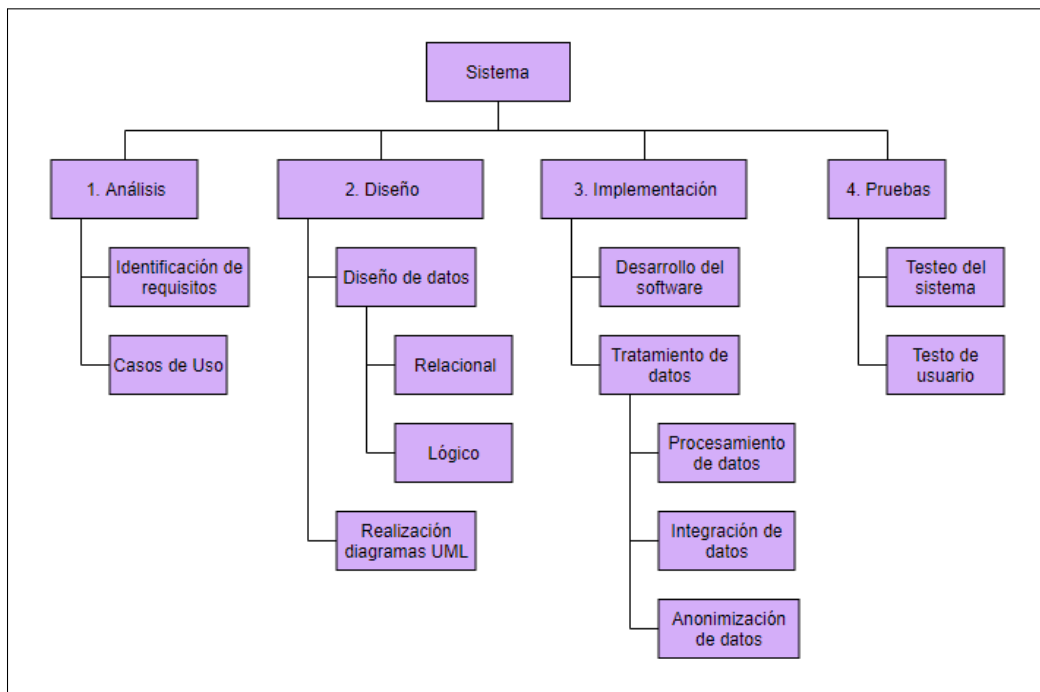 Sistema
1. Análisis
Identificación de
requisitos
Casos de Uso
2. Diseño
Diseño de datos
Relacional
Lógico
Realización
diagramas UML
3. Implementación
Desarrollo del
software
Tratamiento de
datos
Procesamiento
de datos
Integración de
datos
Anonimización
de datos
4. Pruebas
Testeo del
sistema
Testo de
usuario